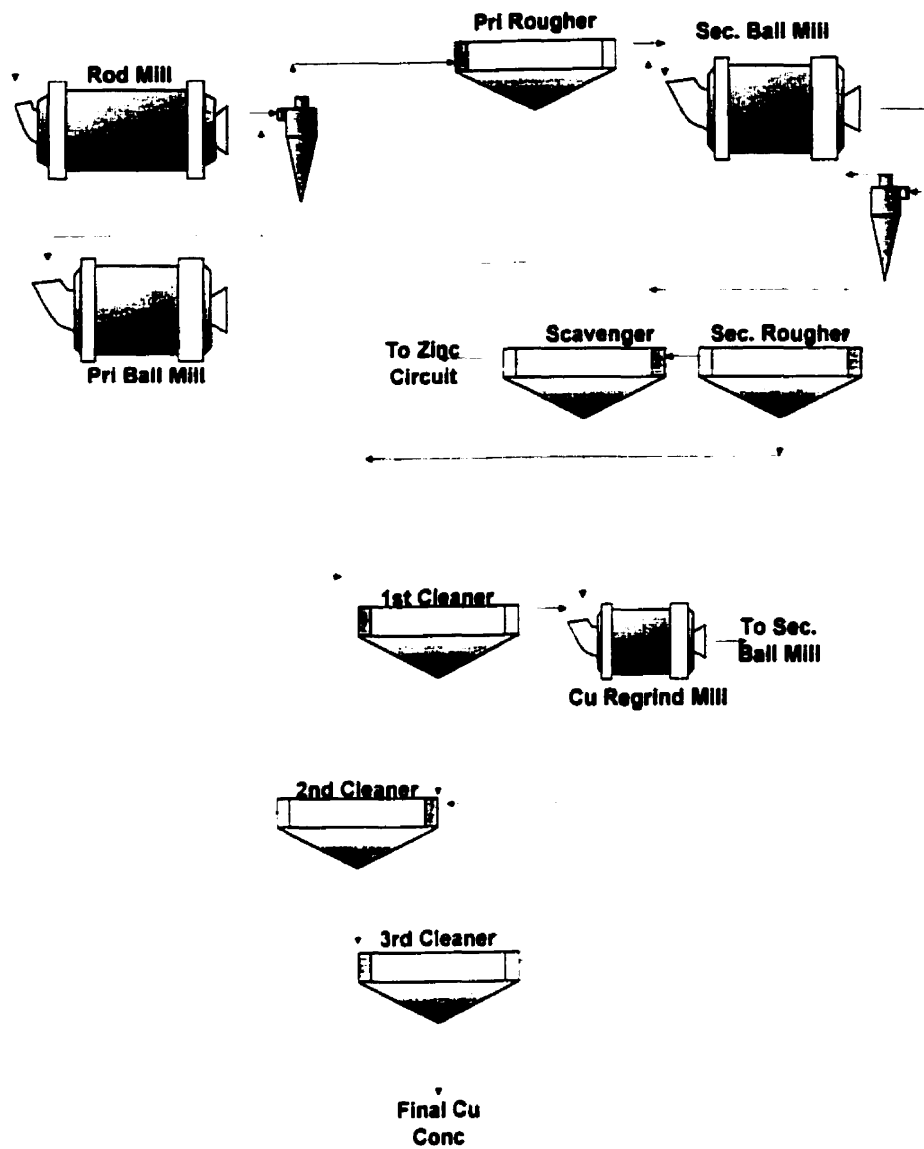 Pri Rougher
Sec. Ball Mill
Rod Mill
Pri Ball Mill
To Zinc
Circuit
Scavenger
Sec. Rougher
1st Cleaner
To Sec.
Ball Mill
Cu Regrind Mill
2nd Cleaner
3rd Cleaner
Final Cu
Conc